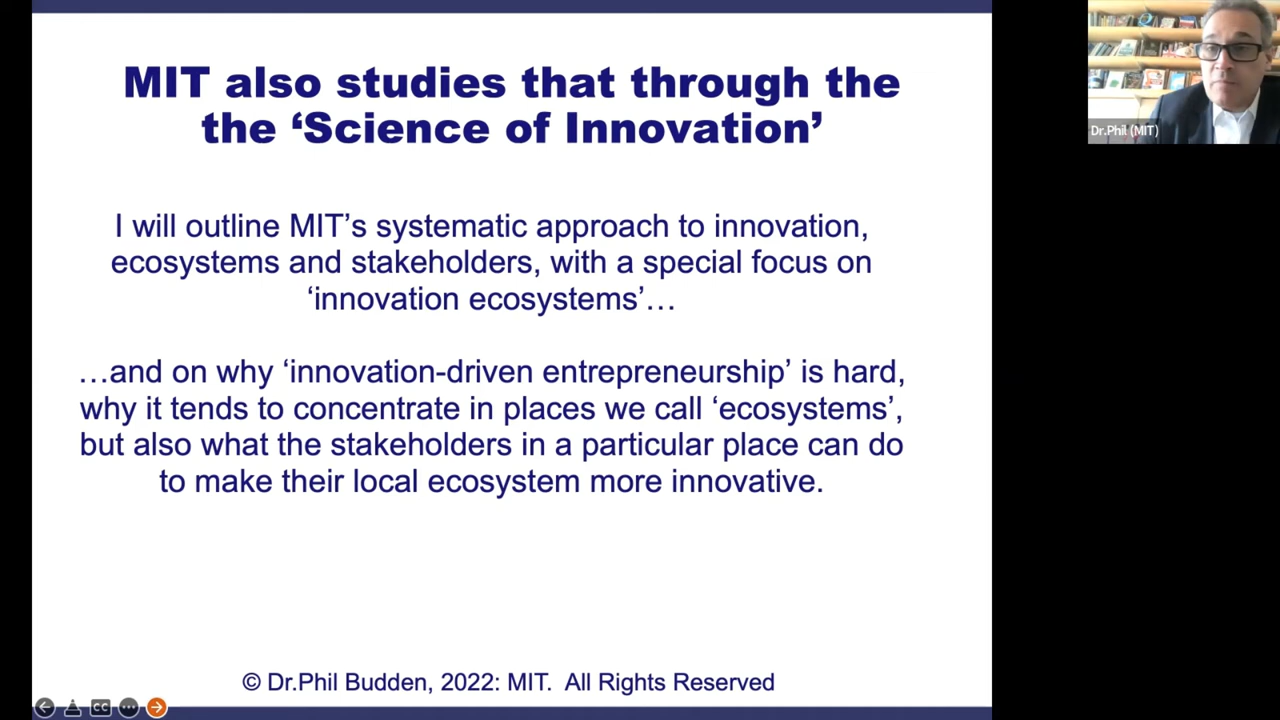 MIT also studies that through the
the ‘Science of Innovation’
I will outline MIT’s systematic approach to innovation,
ecosystems and stakeholders, with a special focus on
‘innovation ecosystems’…
…and on why ‘innovation-driven entrepreneurship’ is hard,
why it tends to concentrate in places we call ‘ecosystems’,
but also what the stakeholders in a particular place can do
to make their local ecosystem more innovative.
© Dr.Phil Budden, 2022: MIT.  All Rights Reserved
Dr.Phil (MIT)
CC